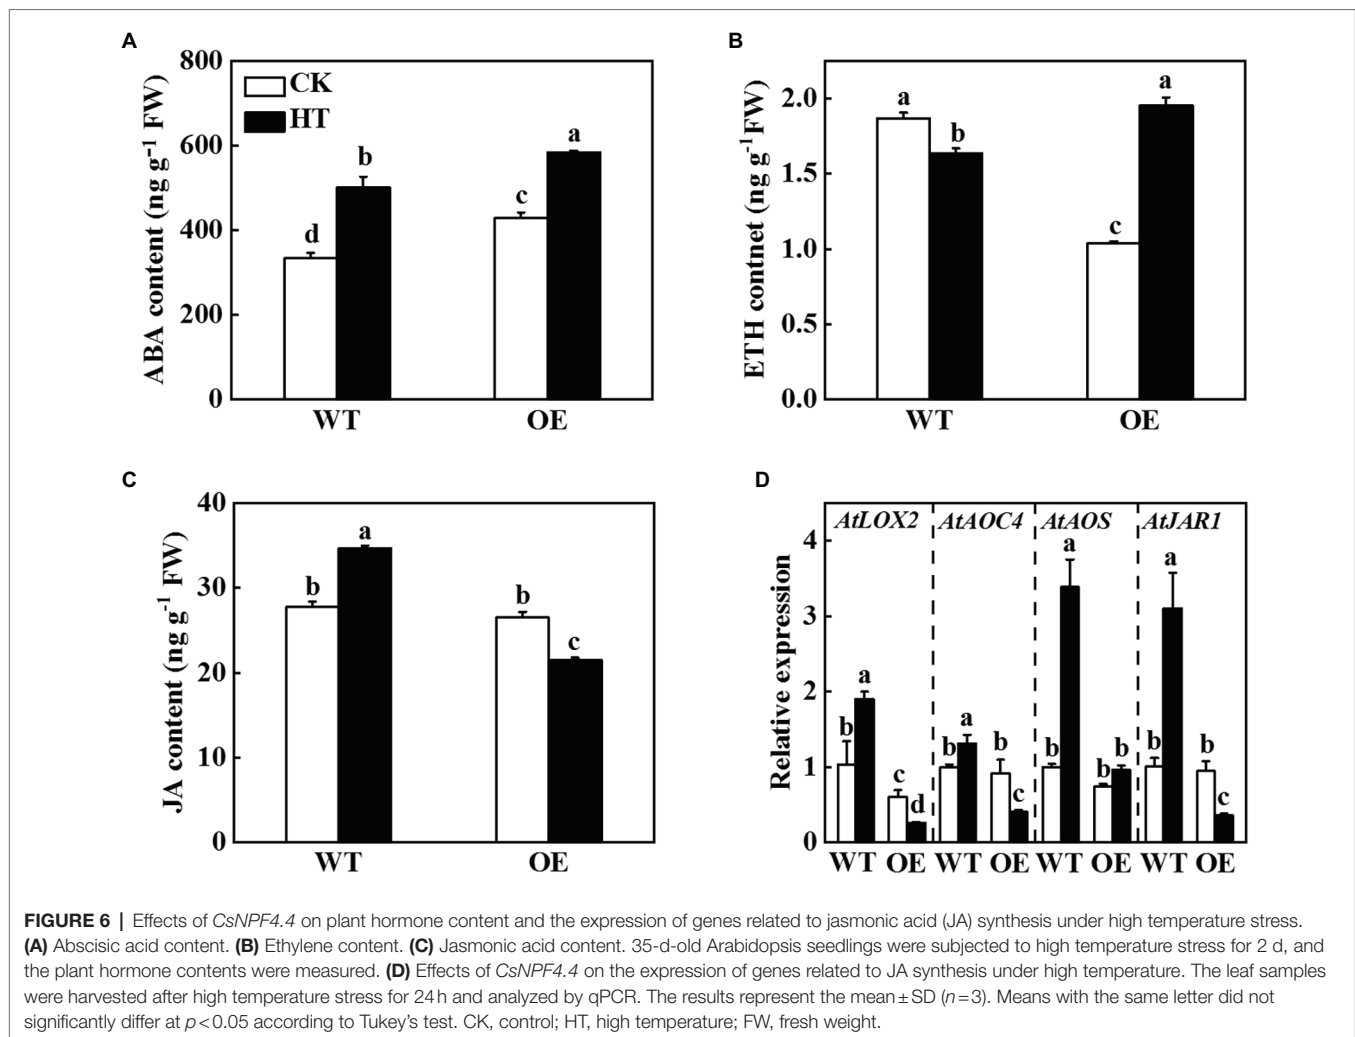 A
ABA content (ng g⁻¹ FW)
800
600
400
200
0
CK
HT
d
b
c
a
WT
OE
B
ETH contnet (ng g⁻¹FW)
2.0
1.5
1.0
0.5
0.0
a
b
c
a
WT
OE
C
JA content (ng g⁻¹ FW)
40
30
20
10
0
b
a
b
c
WT
OE
D
Relative expression
4
3
2
1
0
AtLOX2
AtAOC4
AtAOS
AtJAR1
b
a
c
d
b
a
b
c
b
a
b
b
b
a
b
c
WT OE WT OE WT OE WT OE
FIGURE 6 | Effects of CsNPF4.4 on plant hormone content and the expression of genes related to jasmonic acid (JA) synthesis under high temperature stress.
(A) Abscisic acid content. (B) Ethylene content. (C) Jasmonic acid content. 35-d-old Arabidopsis seedlings were subjected to high temperature stress for 2 d, and
the plant hormone contents were measured. (D) Effects of CsNPF4.4 on the expression of genes related to JA synthesis under high temperature. The leaf samples
were harvested after high temperature stress for 24 h and analyzed by qPCR. The results represent the mean ± SD (n = 3). Means with the same letter did not
significantly differ at p < 0.05 according to Tukey's test. CK, control; HT, high temperature; FW, fresh weight.